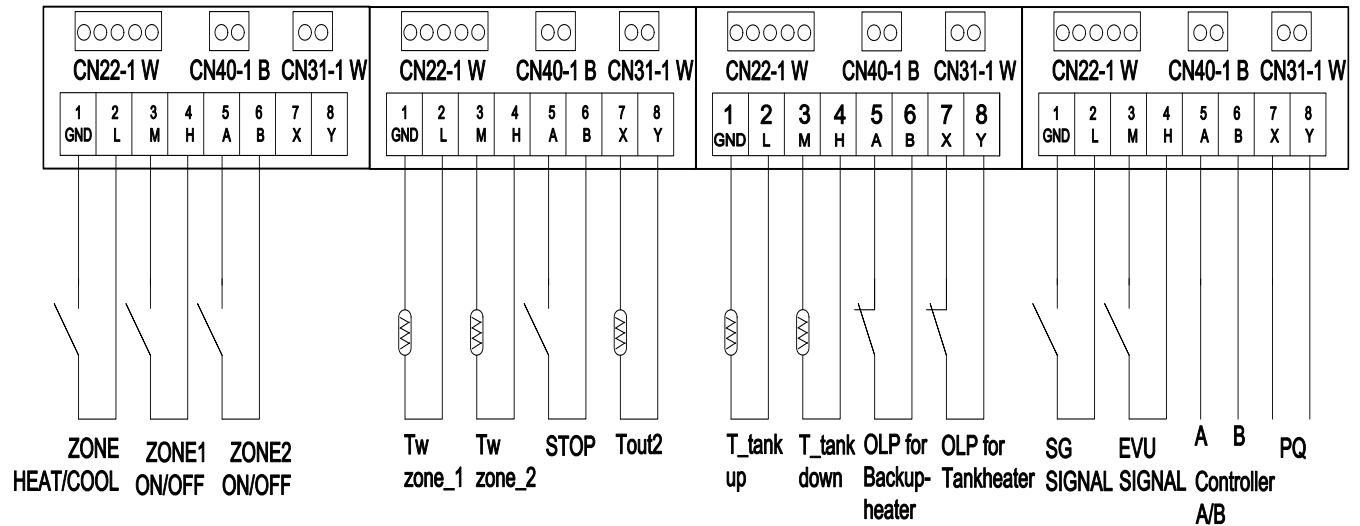 CN22-1 W CN40-1 B CN31-1 W CN22-1 W CN40-1 B CN31-1 W CN22-1 W CN40-1 B CN31-1 W CN22-1 W CN40-1 B CN31-1 W
1 2 3 4 5 6 7 8 1 2 3 4 5 6 7 8 1 2 3 4 5 6 7 8 1 2 3 4 5 6 7 8
GND L M H A B X Y GND L M H A B X Y GND L M H A B X Y GND L M H A B X Y
ZONE
HEAT/COOL
ZONE1
ON/OFF
ZONE2
ON/OFF
Tw
zone_1
Tw
zone_2
STOP
Tout2
T_tank
up
T_tank
down
OLP for
Backup-
heater
OLP for
Tankheater
SG
SIGNAL
EVU
SIGNAL
A B
Controller
A/B
PQ